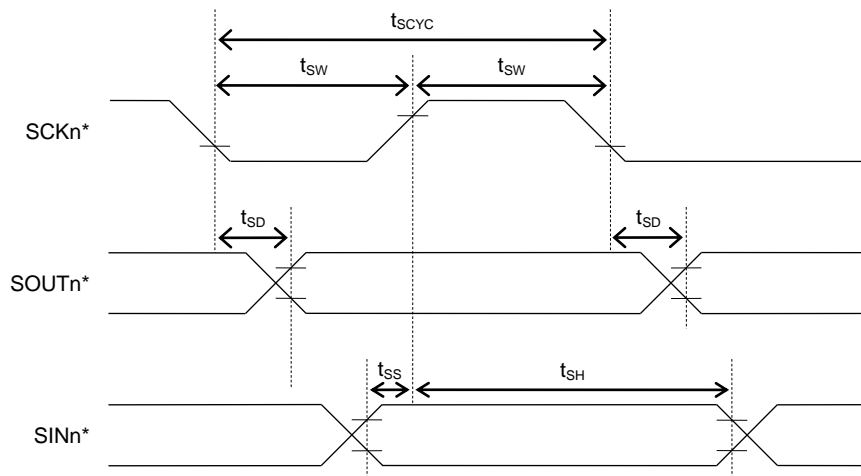 tSCYC
tSW tSW
SCKn*
tSD tSD
SOUTn*
tSS tSH
SINn*